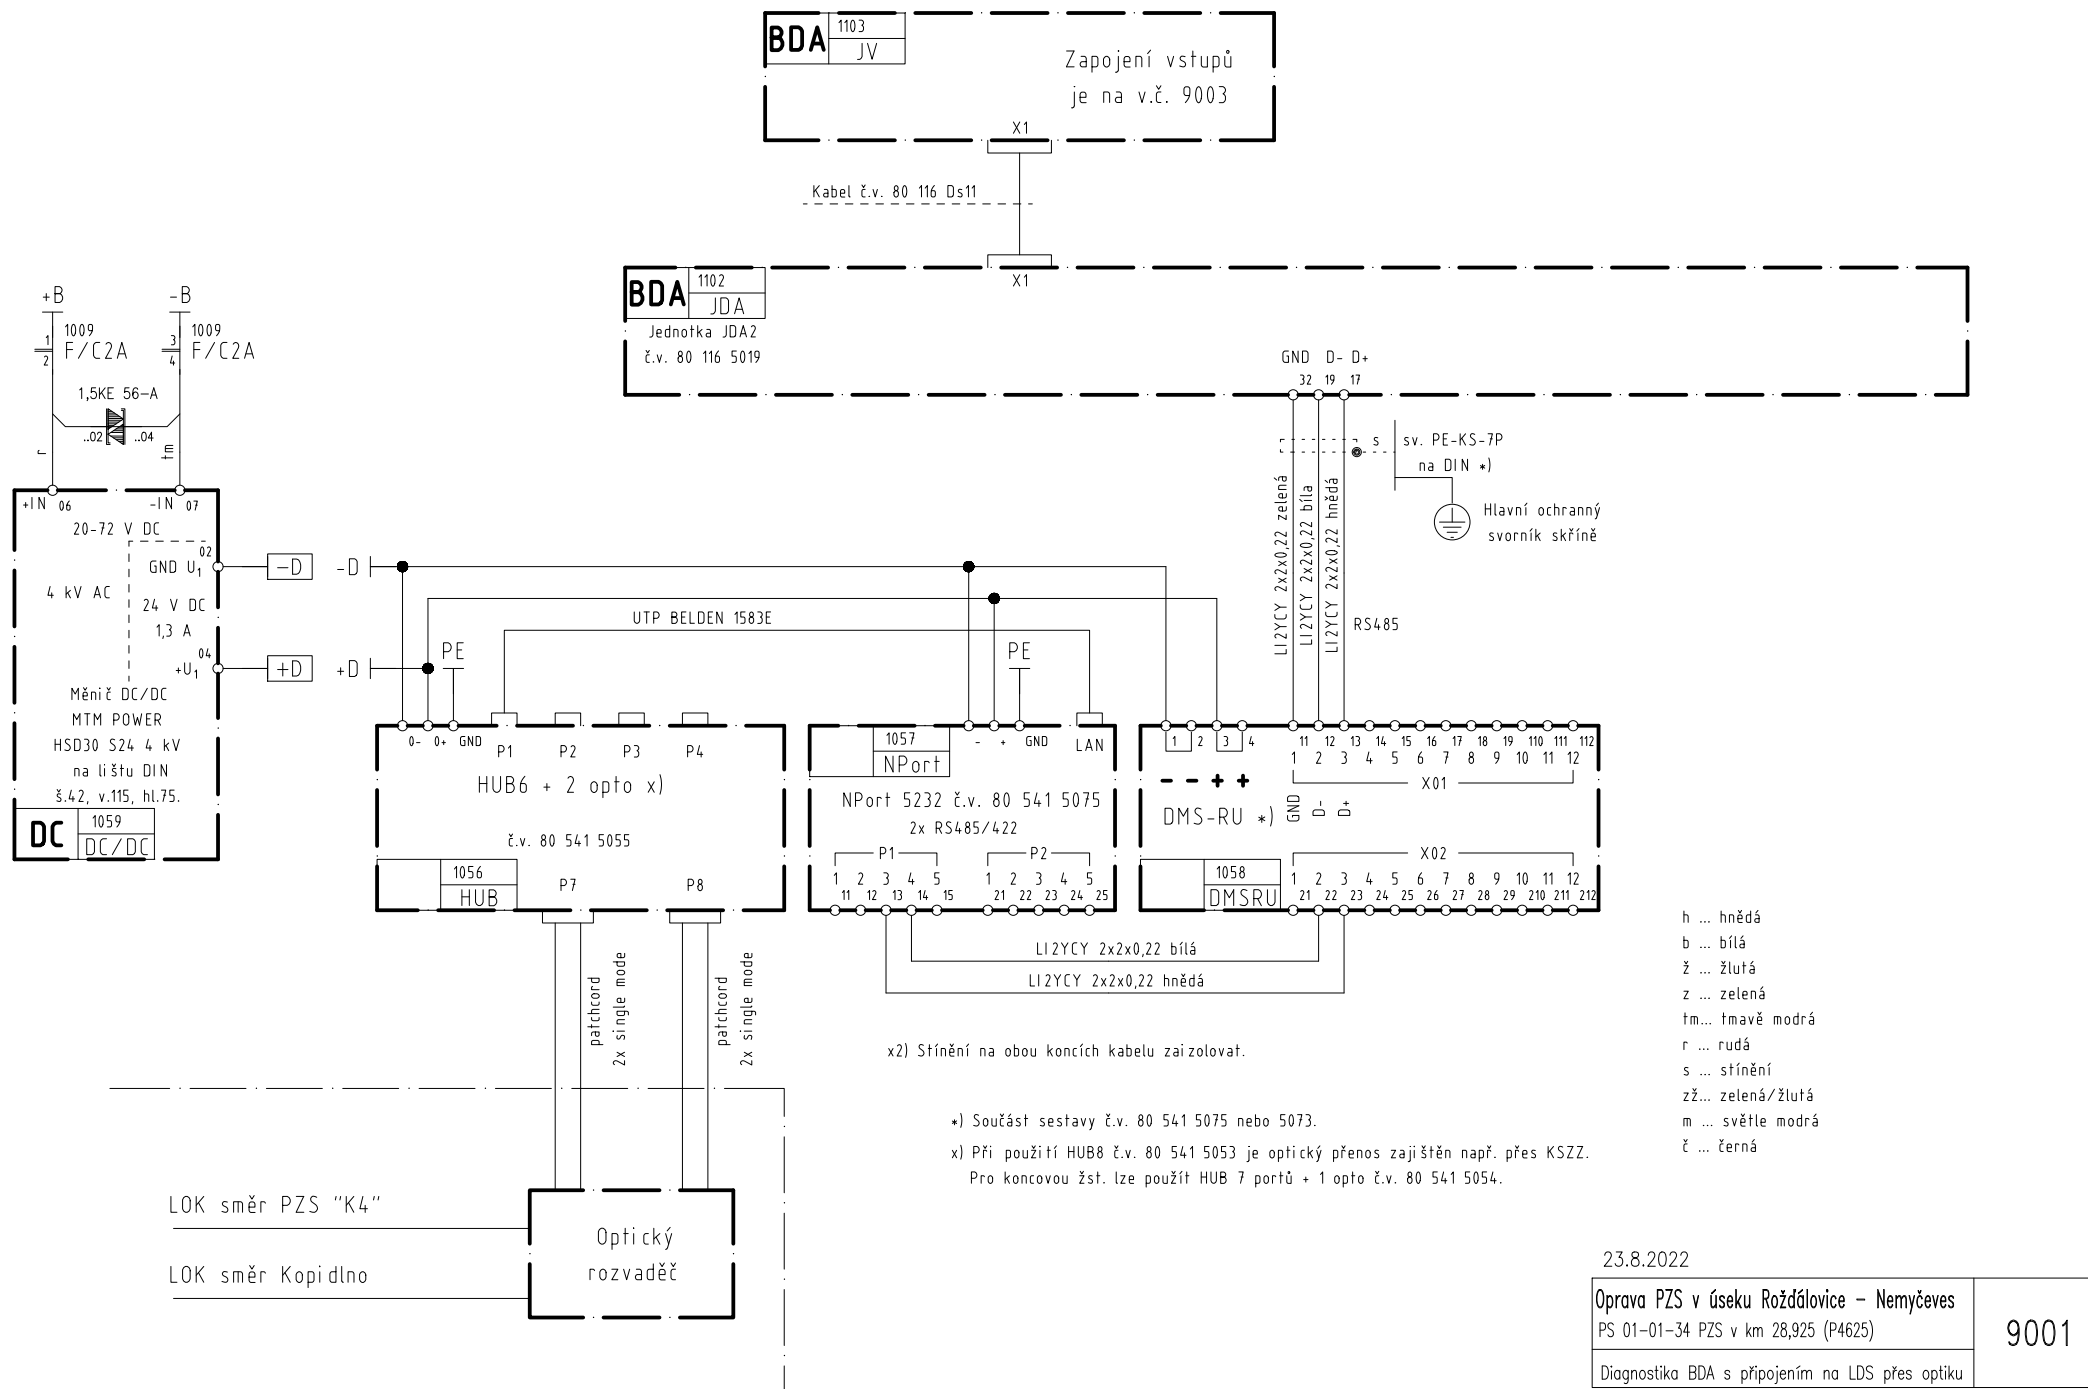 BDA
1103
JV
Zapojení vstupů
je na v.č. 9003
X1
Kabel č.v. 80 116 Ds11
X1
BDA
1102
JDA
Jednotka JDA2
č.v. 80 116 5019
GND D- D+
32 19 17
+B
-B
1 1009
2 F/C2A
3 1009
4 F/C2A
1,5KE 56-A
..02 ..04
r
tm
+IN 06
-IN 07
20-72 V DC
02
GND U1
4 kV AC
24 V DC
1,3 A
04
+U1
Měnič DC/DC
MTM POWER
HSD30 S24 4 kV
na lištu DIN
š.42, v.115, hl.75.
DC
1059
DC/DC
-D
-D
+D
+D
s
sv. PE-KS-7P
na DIN *)
Hlavní ochranný
svorník skříně
LI2YCY 2x2x0,22 zelená
LI2YCY 2x2x0,22 bíla
LI2YCY 2x2x0,22 hnědá
RS485
UTP BELDEN 1583E
PE
PE
0- 0+ GND
P1 P2 P3 P4
HUB6 + 2 opto x)
č.v. 80 541 5055
1056
HUB
P7 P8
1057
NPort
- + GND
LAN
NPort 5232 č.v. 80 541 5075
2x RS485/422
P1 P2
1 2 3 4 5 1 2 3 4 5
11 12 13 14 15 21 22 23 24 25
1 2 3 4
- - + +
DMS-RU *)
11 12 13 14 15 16 17 18 19 110 111 112
1 2 3 4 5 6 7 8 9 10 11 12
X01
GND
D-
D+
X02
1058
DMSRU
1 2 3 4 5 6 7 8 9 10 11 12
21 22 23 24 25 26 27 28 29 210 211 212
LI2YCY 2x2x0,22 bílá
LI2YCY 2x2x0,22 hnědá
patchcord
2x single mode
patchcord
2x single mode
x2) Stínění na obou koncích kabelu zaizolovat.
*) Součást sestavy č.v. 80 541 5075 nebo 5073.
x) Při použití HUB8 č.v. 80 541 5053 je optický přenos zajištěn např. přes KSZZ.
Pro koncovou žst. lze použít HUB 7 portů + 1 opto č.v. 80 541 5054.
h ... hnědá
b ... bílá
ž ... žlutá
z ... zelená
tm... tmavě modrá
r ... rudá
s ... stínění
zž... zelená/žlutá
m ... světle modrá
č ... černá
LOK směr PZS "K4"
LOK směr Kopidlno
Optický
rozvaděč
23.8.2022
Oprava PZS v úseku Rožďálovice - Nemyčeves
PS 01-01-34 PZS v km 28,925 (P4625)
9001
Diagnostika BDA s připojením na LDS přes optiku